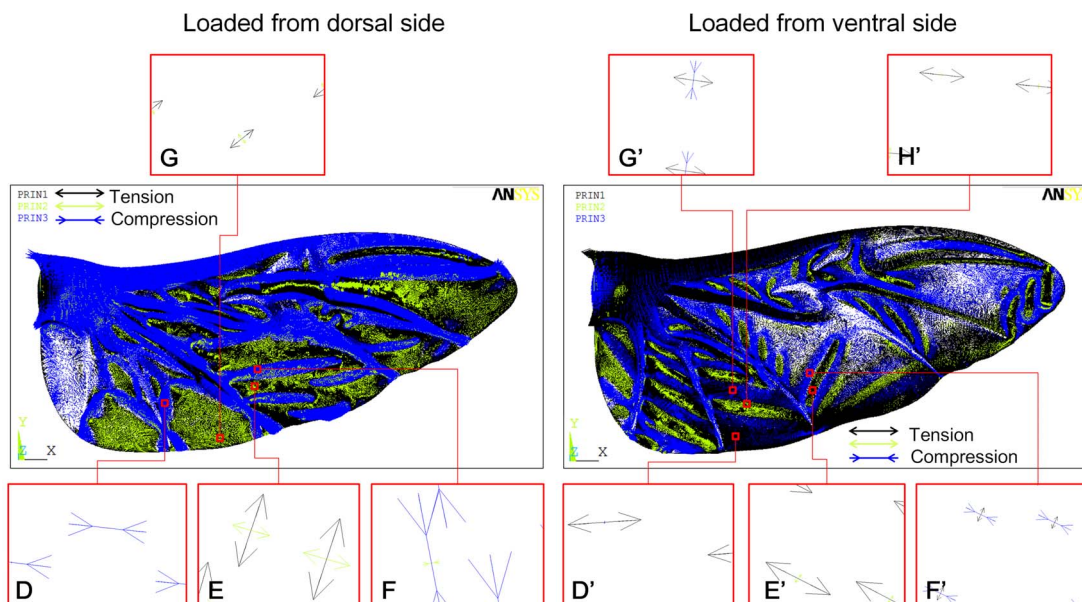 Loaded from dorsal side
Loaded from ventral side
G
G'
H'
PRIN1
PRIN2
PRIN3
Tension
Compression
ANSYS
PRIN1
PRIN2
PRIN3
ANSYS
Y
Z X
Y
Z X
Tension
Compression
D
E
F
D'
E'
F'